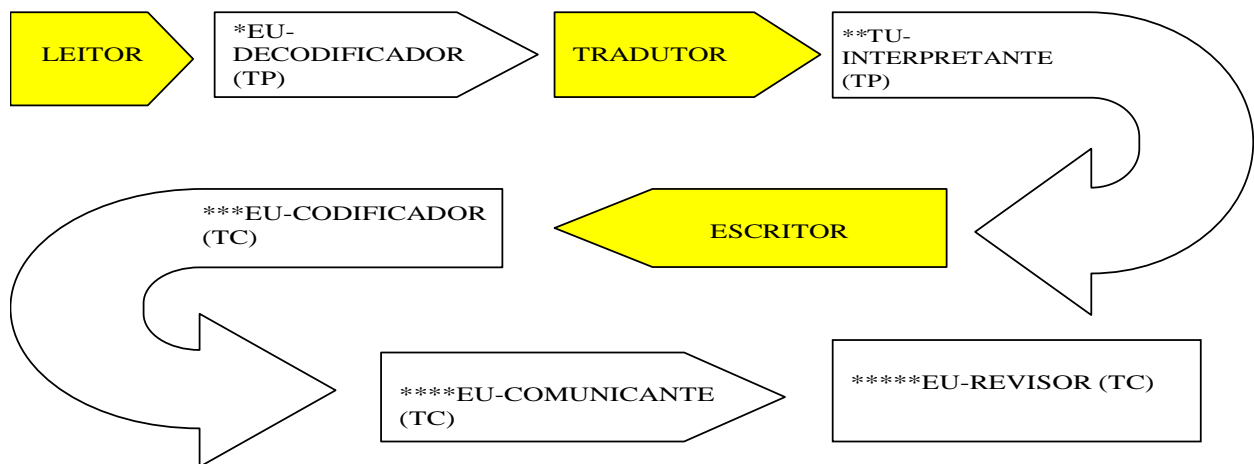 LEITOR
*EU-
DECODIFICADOR
(TP)
TRADUTOR
**TU-
INTERPRETANTE
(TP)
ESCRITOR
***EU-CODIFICADOR
(TC)
****EU-COMUNICANTE
(TC)
*****EU-REVISOR (TC)